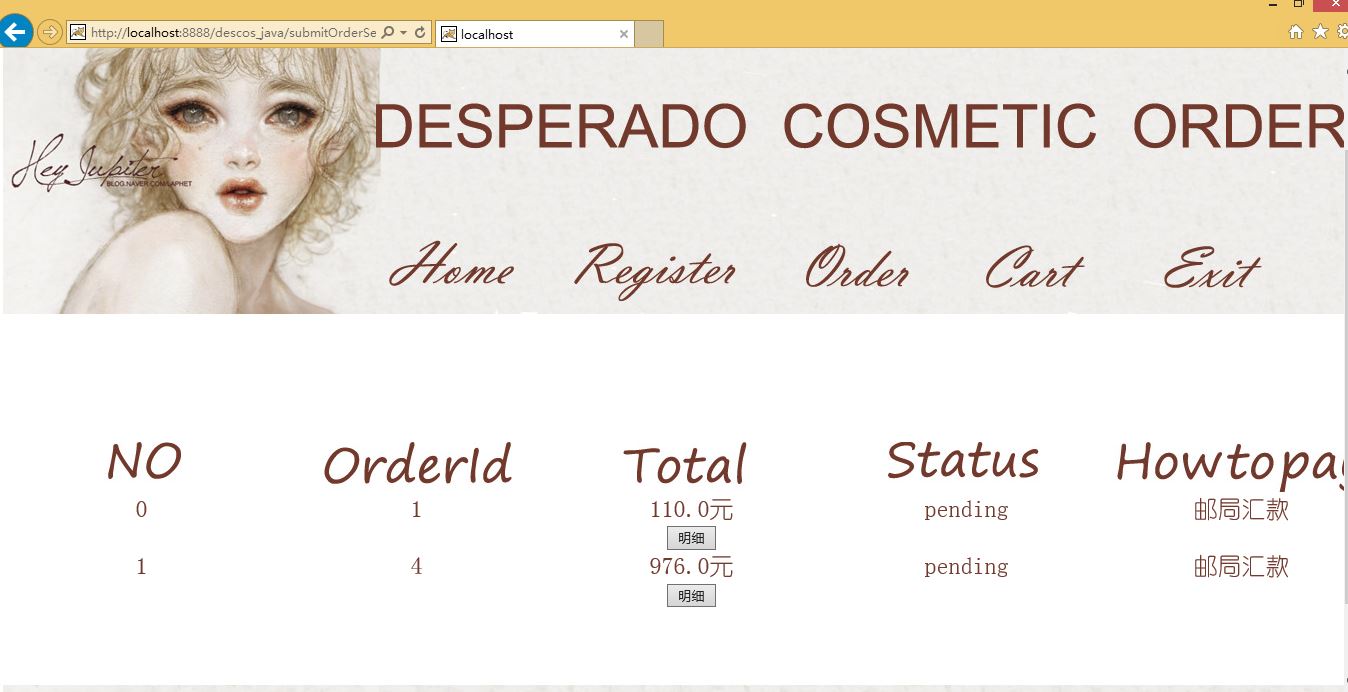 http://localhost:8888/descos_java/submitOrderSe
localhost
DESPERADO COSMETIC ORDER
Hey Jupiter
BLOG.NAVER.COM/LAPHET
Home Register Order Cart Exit
NO OrderId Total Status Howtopay
0 1 110.0元 pending 邮局汇款
明细
1 4 976.0元 pending 邮局汇款
明细